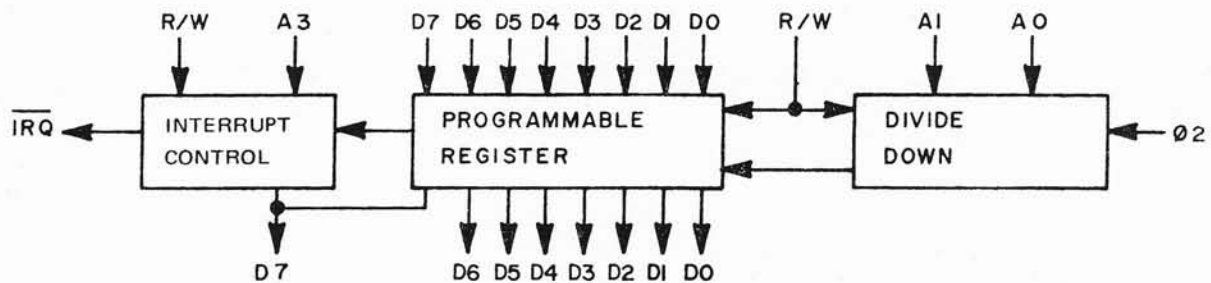 R/W A3 D7 D6 D5 D4 D3 D2 D1 D0 R/W A1 A0
IRQ INTERRUPT CONTROL
PROGRAMMABLE REGISTER
DIVIDE DOWN
Ø2
D7 D6 D5 D4 D3 D2 D1 D0